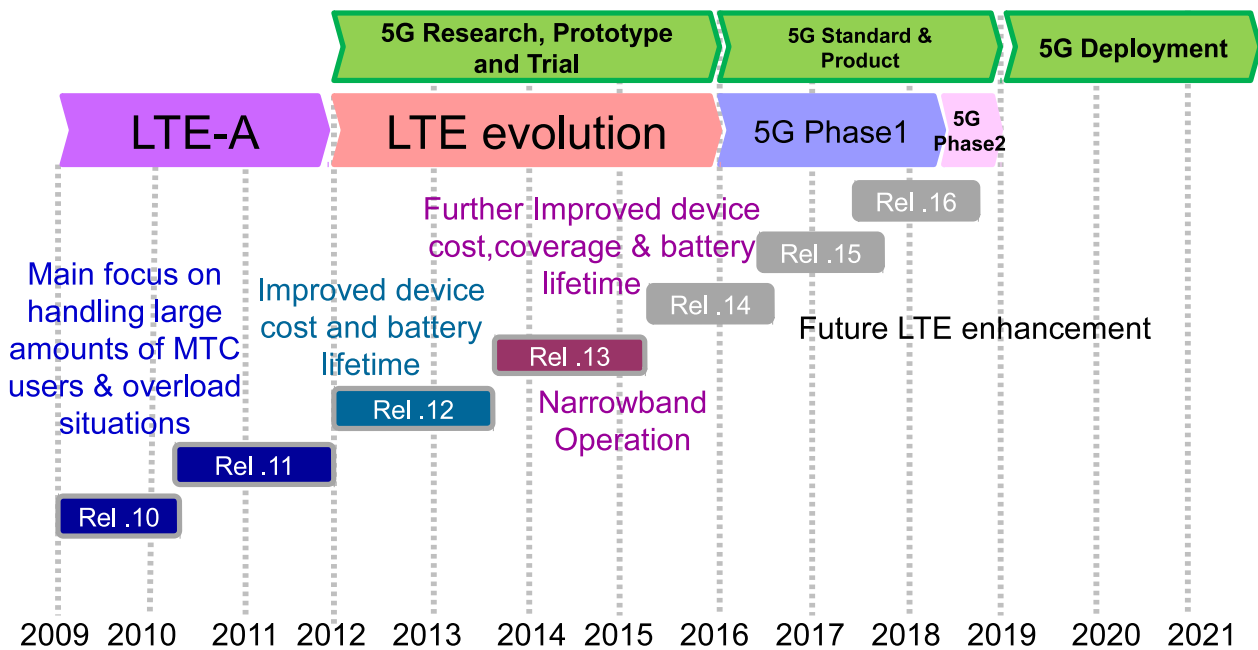 5G Research, Prototype
and Trial
5G Standard &
Product
5G Deployment
LTE-A
LTE evolution
5G Phase1
5G
Phase2
Rel .16
Further Improved device
cost,coverage & battery
lifetime
Rel .15
Main focus on
handling large
amounts of MTC
users & overload
situations
Improved device
cost and battery
lifetime
Rel .14
Future LTE enhancement
Rel .13
Rel .12
Narrowband
Operation
Rel .11
Rel .10
2009 2010 2011 2012 2013 2014 2015 2016 2017 2018 2019 2020 2021